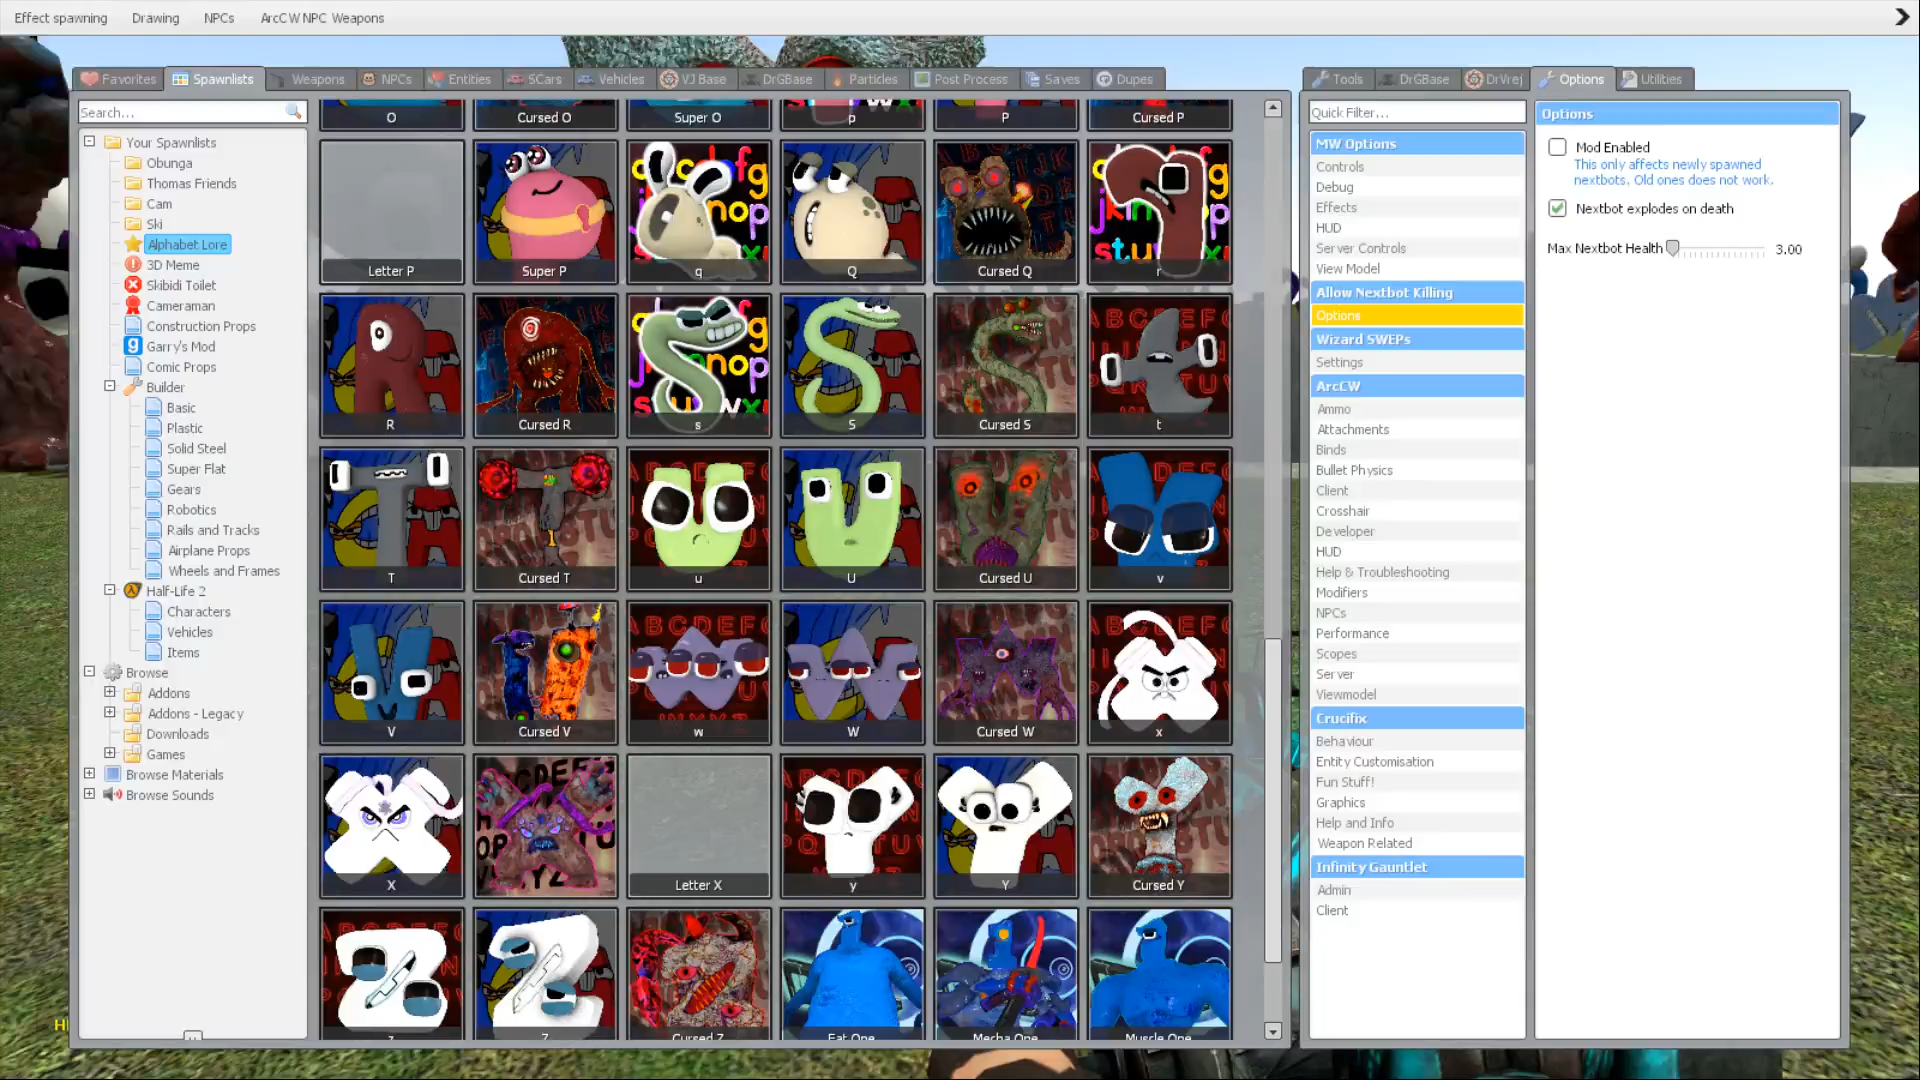 Effect spawning Drawing NPCs ArcCW NPC Weapons
Favorites Spawnlists Weapons NPCs Entities SCars Vehicles VJ Base DrGBase Particles Post Process Saves Dupes
Tools DrGBase DrVrej Options Utilities
Search...
Your Spawnlists
Obunga
Thomas Friends
Cam
Ski
Alphabet Lore
3D Meme
Skibidi Toilet
Cameraman
Construction Props
Garry's Mod
Comic Props
Builder
Basic
Plastic
Solid Steel
Super Flat
Gears
Robotics
Rails and Tracks
Airplane Props
Wheels and Frames
Half-Life 2
Characters
Vehicles
Items
Browse
Addons
Addons - Legacy
Downloads
Games
Browse Materials
Browse Sounds
O Cursed O Super O p P Cursed P
Letter P Super P q Q Cursed Q r
R Cursed R s S Cursed S t
T Cursed T u U Cursed U v
V Cursed V w W Cursed W x
X Letter X y Y Cursed Y
z Z Cursed Z Fat One Mecha One Muscle One
Quick Filter...
MW Options
Controls
Debug
Effects
HUD
Server Controls
View Model
Allow Nextbot Killing
Options
Wizard SWEPs
Settings
ArcCW
Ammo
Attachments
Binds
Bullet Physics
Client
Crosshair
Developer
HUD
Help & Troubleshooting
Modifiers
NPCs
Performance
Scopes
Server
Viewmodel
Crucifix
Behaviour
Entity Customisation
Fun Stuff!
Graphics
Help and Info
Weapon Related
Infinity Gauntlet
Admin
Client
Options
Mod Enabled
This only affects newly spawned
nextbots. Old ones does not work.
Nextbot explodes on death
Max Nextbot Health 3.00